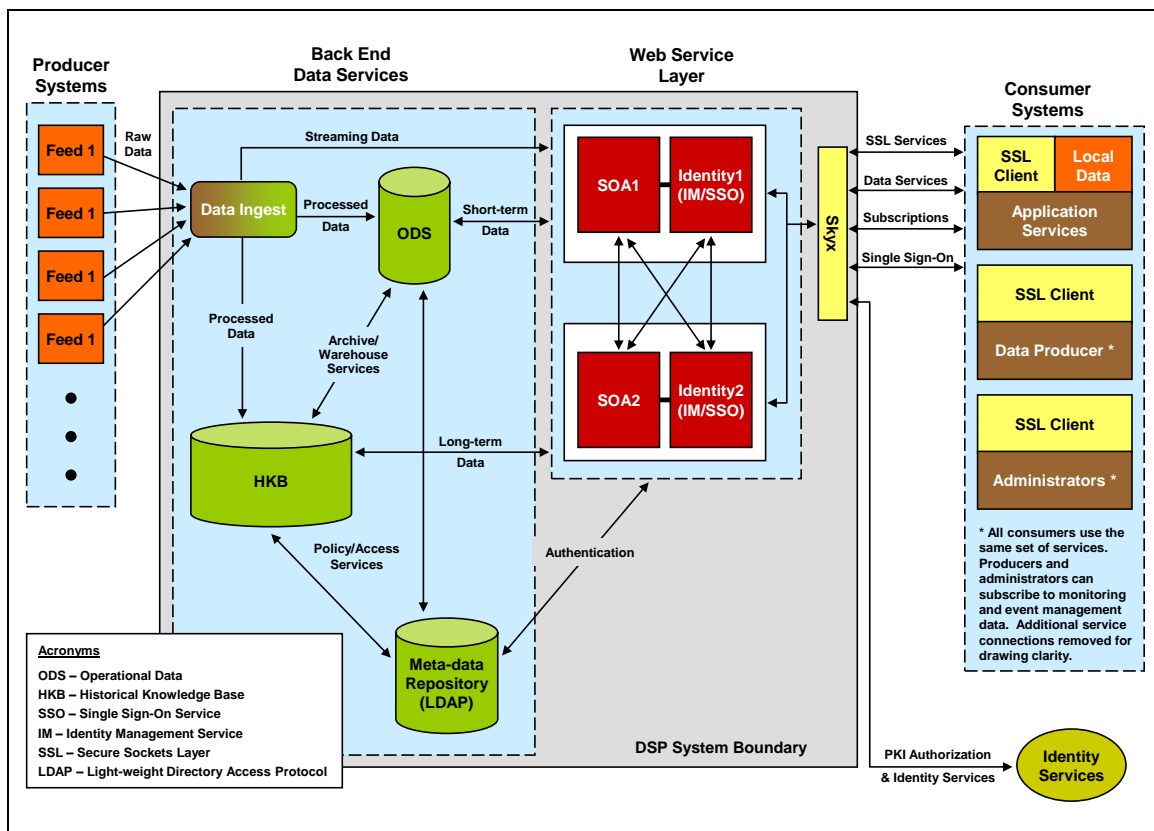 Producer
Systems
Feed 1
Feed 1
Feed 1
Feed 1
Raw
Data
Back End
Data Services
Streaming Data
Data Ingest
Processed
Data
ODS
Short-term
Data
Processed
Data
Archive/
Warehouse
Services
HKB
Long-term
Data
Policy/Access
Services
Meta-data
Repository
(LDAP)
Authentication
Web Service
Layer
SOA1
Identity1
(IM/SSO)
SOA2
Identity2
(IM/SSO)
Skyx
DSP System Boundary
SSL Services
Data Services
Subscriptions
Single Sign-On
Consumer
Systems
SSL
Client
Local
Data
Application
Services
SSL Client
Data Producer *
SSL Client
Administrators *
* All consumers use the
same set of services.
Producers and
administrators can
subscribe to monitoring
and event management
data.  Additional service
connections removed for
drawing clarity.
PKI Authorization
& Identity Services
Identity
Services
Acronyms
ODS – Operational Data
HKB – Historical Knowledge Base
SSO – Single Sign-On Service
IM – Identity Management Service
SSL – Secure Sockets Layer
LDAP – Light-weight Directory Access Protocol